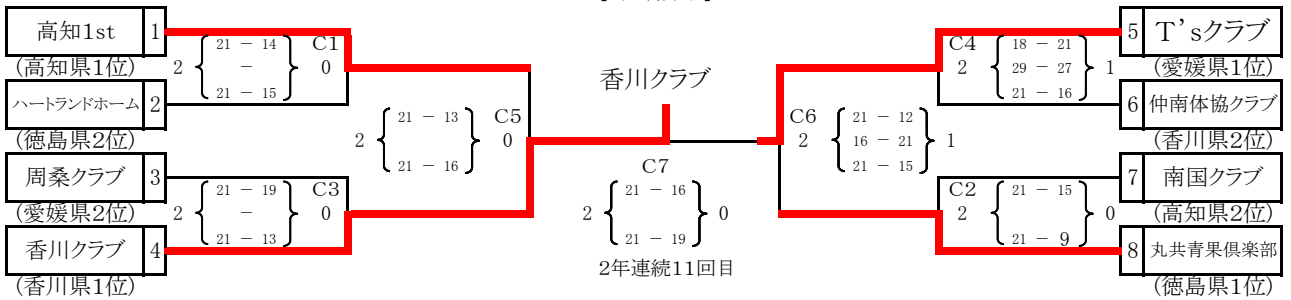 高知1st 1
(高知県1位)
ハートランドホーム 2
(徳島県2位)
周桑クラブ 3
(愛媛県2位)
香川クラブ 4
(香川県1位)
C1
2 21 － 14 0
－
21 － 15
C3
2 21 － 19 0
－
21 － 13
C5
2 21 － 13 0
21 － 16
香川クラブ
C7
2 21 － 16 0
21 － 19
2年連続11回目
C6
2 21 － 12 1
16 － 21
21 － 15
C4
2 18 － 21 1
29 － 27
21 － 16
C2
2 21 － 15 0
21 － 9
5 T’sクラブ
(愛媛県1位)
6 仲南体協クラブ
(香川県2位)
7 南国クラブ
(高知県2位)
8 丸共青果倶楽部
(徳島県1位)